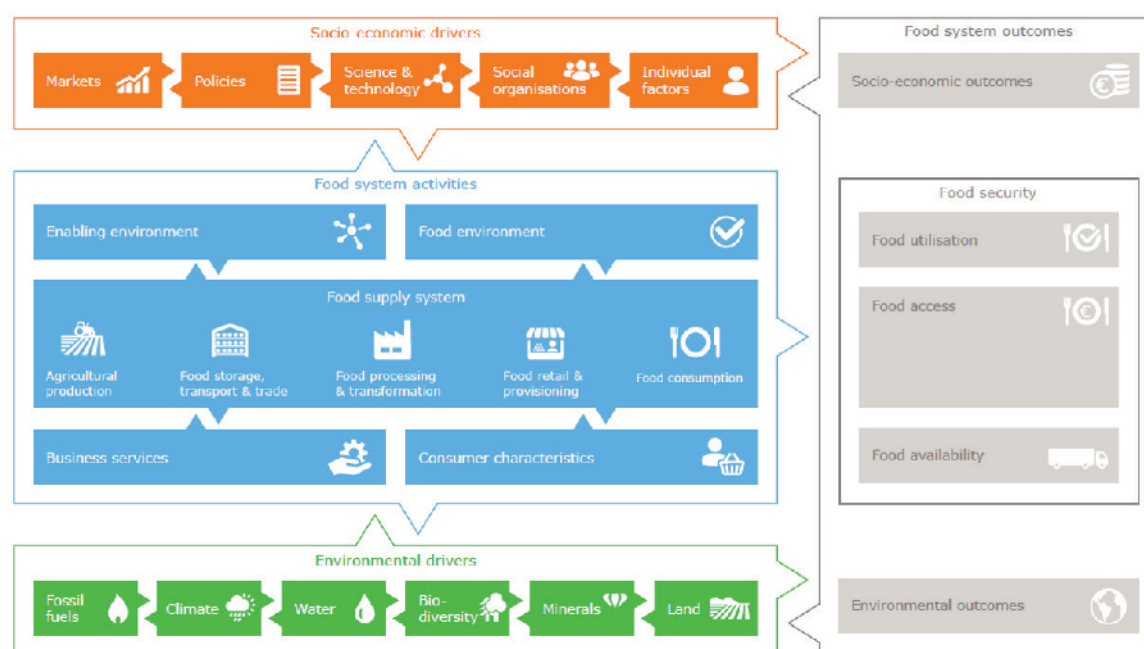 Socio-economic drivers
Markets
Policies
Science &
technology
Social
organisations
Individual
factors
Food system activities
Enabling environment
Food environment
Food supply system
Agricultural
production
Food storage,
transport & trade
Food processing
& transformation
Food retail &
provisioning
Food consumption
Business services
Consumer characteristics
Environmental drivers
Fossil
fuels
Climate
Water
Bio-
diversity
Minerals
Land
Food system outcomes
Socio-economic outcomes
€
Food security
Food utilisation
Food access
€
Food availability
Environmental outcomes